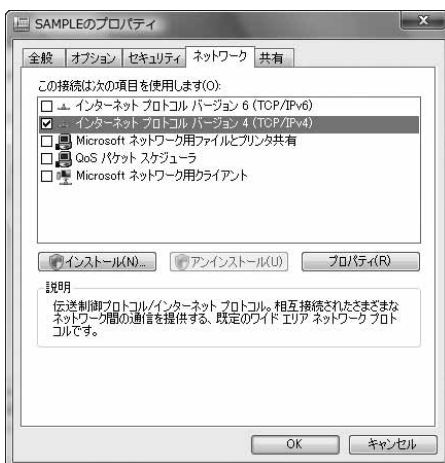 SAMPLEのプロパティ
全般 オプション セキュリティ ネットワーク 共有
この接続は次の項目を使用します(O):
インターネット プロトコル バージョン 6 (TCP/IPv6)
インターネット プロトコル バージョン 4 (TCP/IPv4)
Microsoft ネットワーク用ファイルとプリンタ共有
QoS パケット スケジューラ
Microsoft ネットワーク用クライアント
インストール(N)... アンインストール(U) プロパティ(R)
説明
伝送制御プロトコル/インターネット プロトコル。相互接続されたさまざまな
ネットワーク間の通信を提供する、既定のワイド エリア ネットワーク プロト
コルです。
OK キャンセル